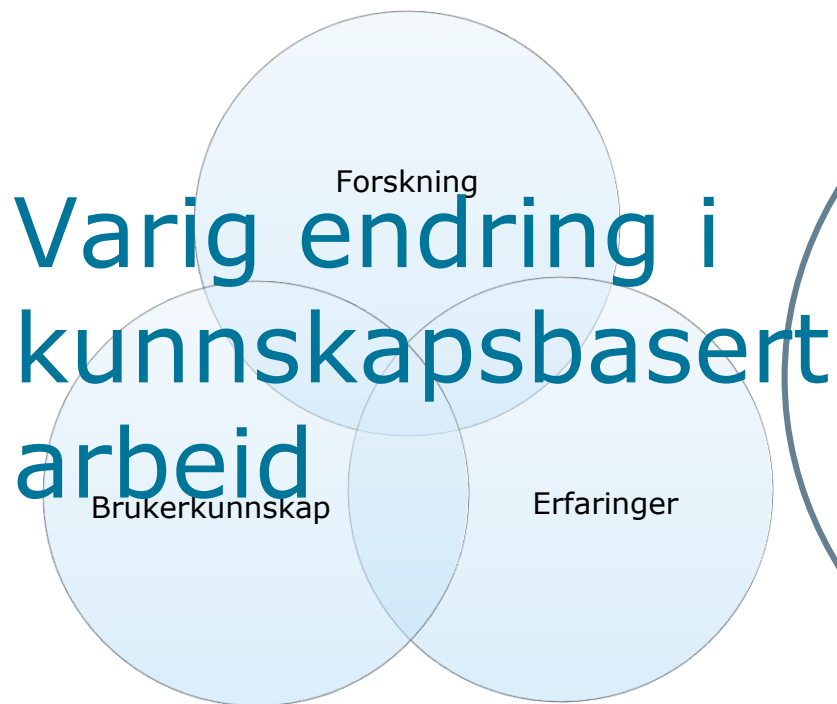 Forskning
Varig endring i
kunnskapsbasert
arbeid
Brukerkunnskap
Erfaringer